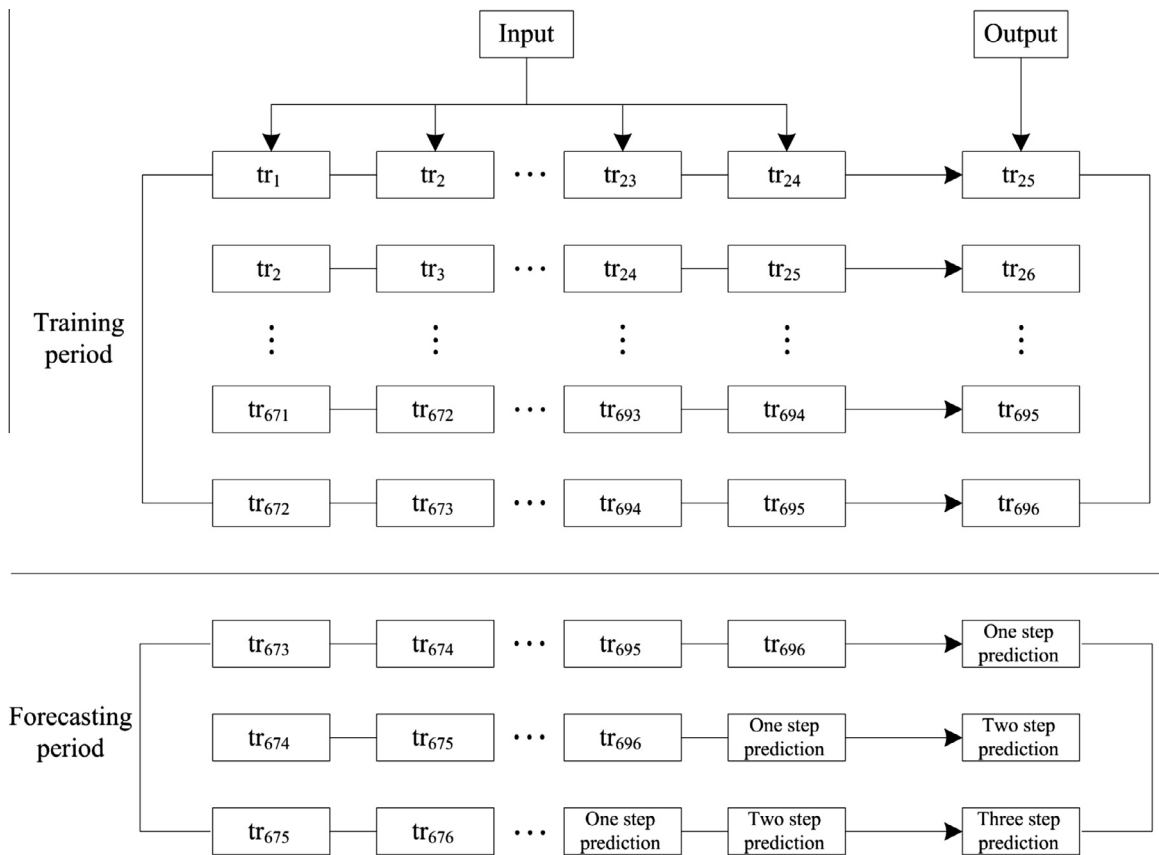 Input Output
tr₁ tr₂ ··· tr₂₃ tr₂₄ tr₂₅
tr₂ tr₃ ··· tr₂₄ tr₂₅ tr₂₆
Training
period
⋮ ⋮ ⋮ ⋮ ⋮
tr₆₇₁ tr₆₇₂ ··· tr₆₉₃ tr₆₉₄ tr₆₉₅
tr₆₇₂ tr₆₇₃ ··· tr₆₉₄ tr₆₉₅ tr₆₉₆
tr₆₇₃ tr₆₇₄ ··· tr₆₉₅ tr₆₉₆ One step
prediction
Forecasting
period
tr₆₇₄ tr₆₇₅ ··· tr₆₉₆ One step Two step
prediction prediction
tr₆₇₅ tr₆₇₆ ··· One step Two step Three step
prediction prediction prediction